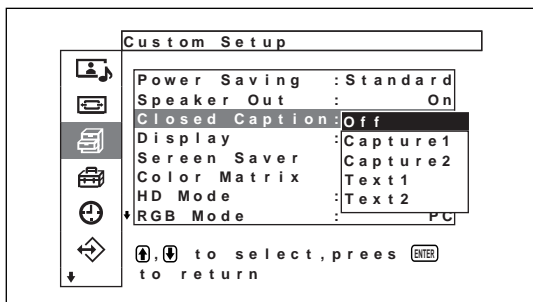 Custom Setup
Power Saving :Standard
Speaker Out : On
Closed Caption: Off
Display : Capture1
Sereen Saver Capture2
Color Matrix Text1
HD Mode : Text2
RGB Mode : PC
, to select,prees ENTER
to return